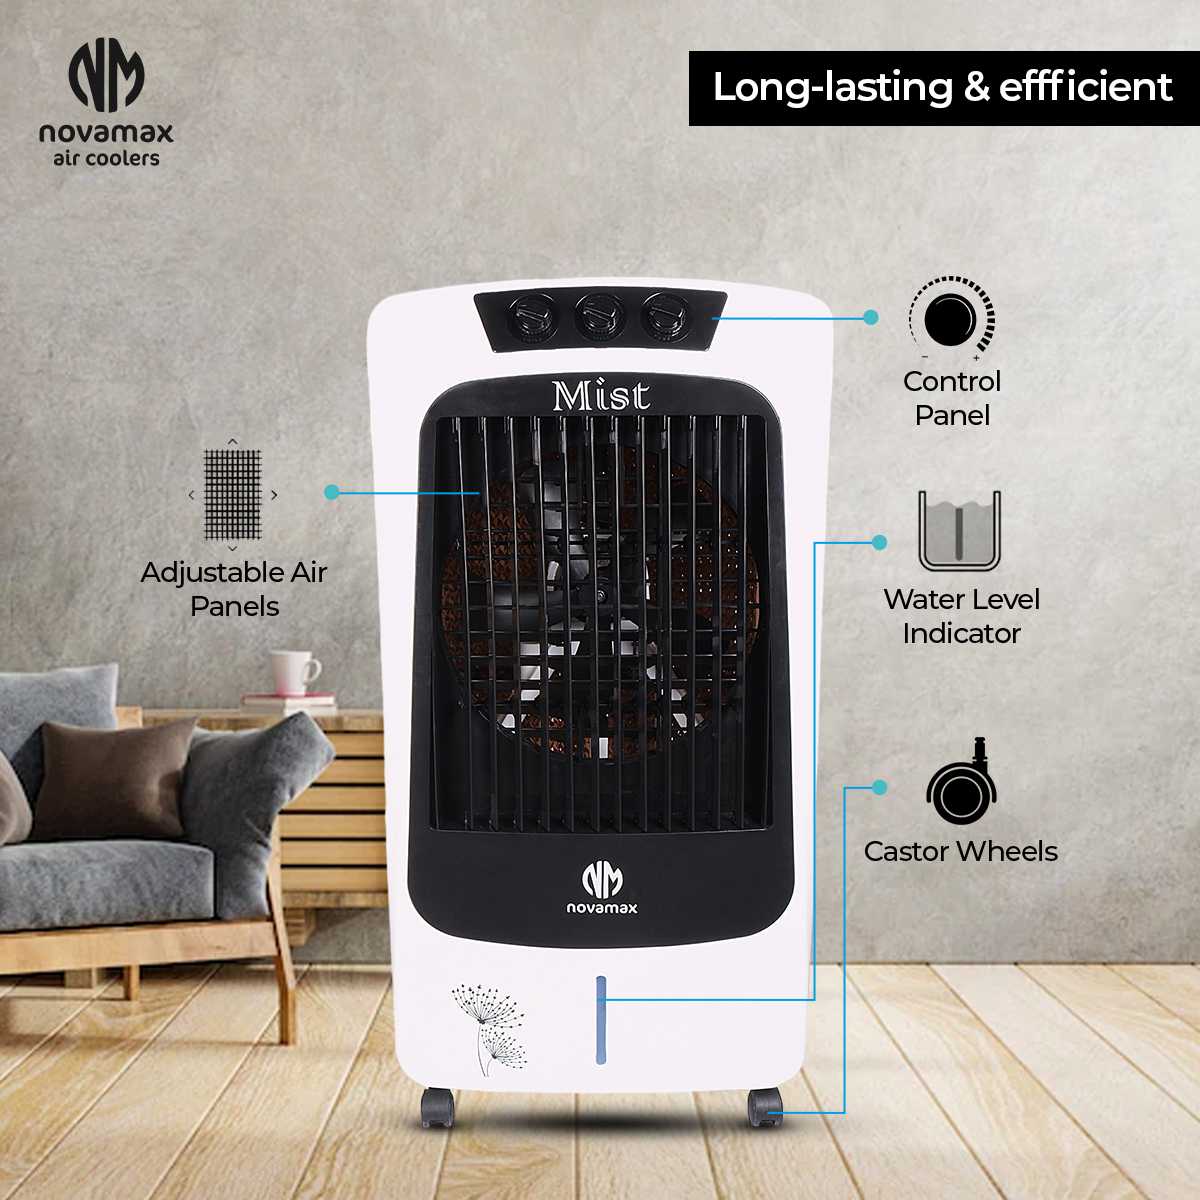 NM
novamax
air coolers
Long-lasting & effficient
Mist
Control
Panel
Adjustable Air
Panels
Water Level
Indicator
Castor Wheels
NM
novamax